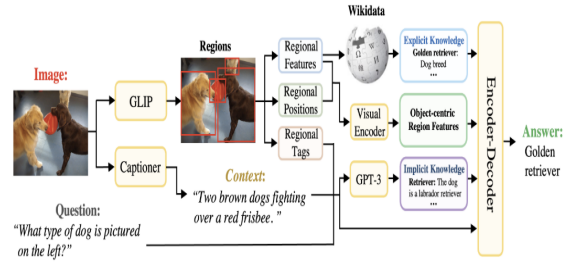 Wikidata
Image:
GLIP
Captioner
Regions
Regional
Features
Regional
Positions
Regional
Tags
Explicit Knowledge
Golden retriever:
Dog breed
...
Visual
Encoder
Object-centric
Region Features
GPT-3
Implicit Knowledge
Retriever: The dog
is a labrador retriever
...
Encoder-Decoder
Answer:
Golden
retriever
Context:
“Two brown dogs fighting
over a red frisbee.”
Question:
“What type of dog is pictured
on the left?”